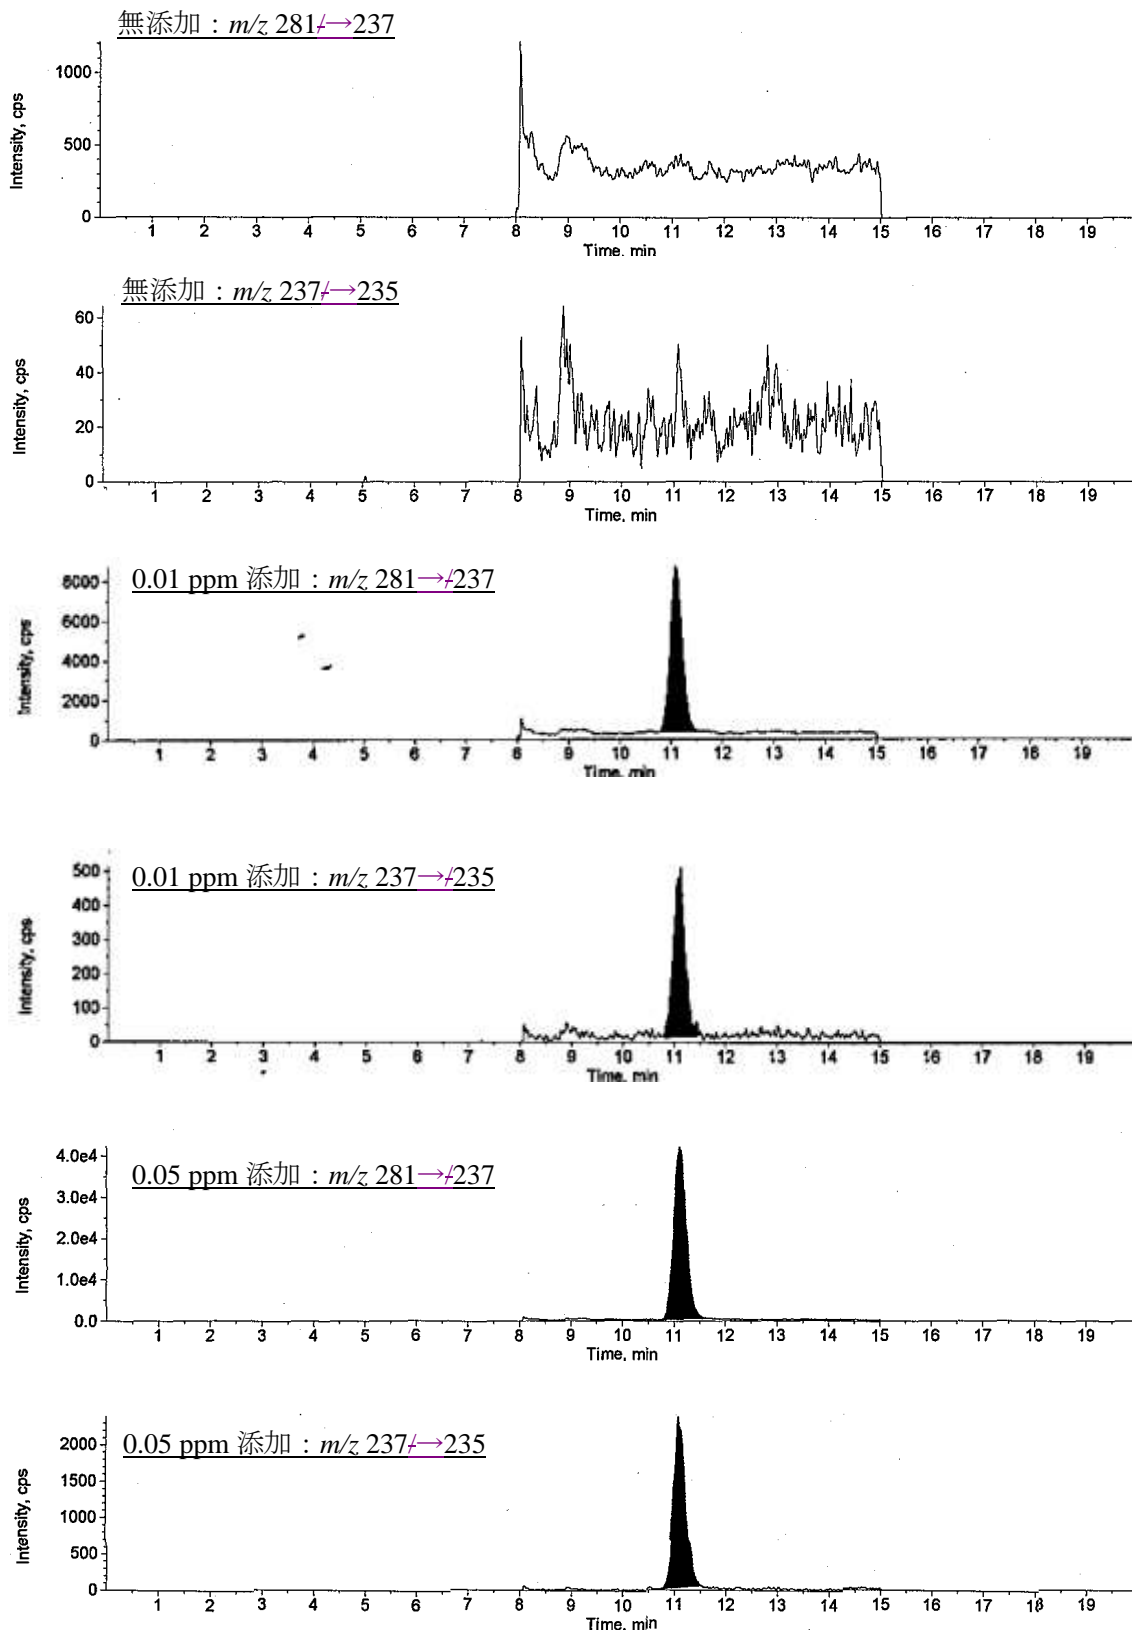 無添加：m/z 281/→237
1000
500
0
Intensity, cps
1 2 3 4 5 6 7 8 9 10 11 12 13 14 15 16 17 18 19
Time, min
無添加：m/z 237/→235
60
40
20
0
Intensity, cps
1 2 3 4 5 6 7 8 9 10 11 12 13 14 15 16 17 18 19
Time, min
0.01 ppm 添加：m/z 281→/237
8000
6000
4000
2000
0
Intensity, cps
1 2 3 4 5 6 7 8 9 10 11 12 13 14 15 16 17 18 19
Time, min
0.01 ppm 添加：m/z 237→/235
500
400
300
200
100
0
Intensity, cps
1 2 3 4 5 6 7 8 9 10 11 12 13 14 15 16 17 18 19
Time, min
0.05 ppm 添加：m/z 281→/237
4.0e4
3.0e4
2.0e4
1.0e4
0.0
Intensity, cps
1 2 3 4 5 6 7 8 9 10 11 12 13 14 15 16 17 18 19
Time, min
0.05 ppm 添加：m/z 237/→235
2000
1500
1000
500
0
Intensity, cps
1 2 3 4 5 6 7 8 9 10 11 12 13 14 15 16 17 18 19
Time, min